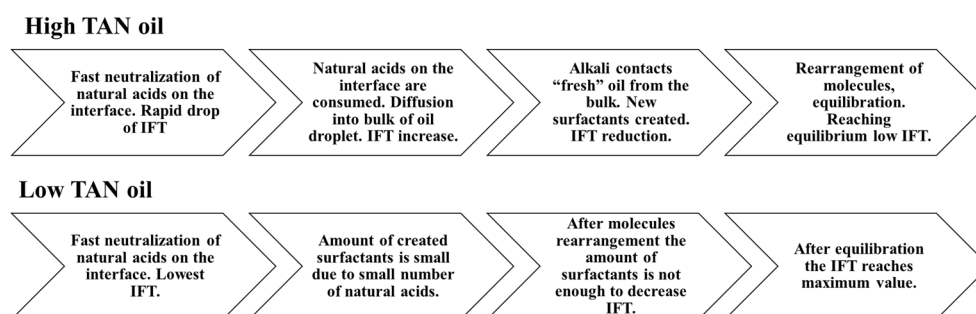 High TAN oil
Fast neutralization of
natural acids on the
interface. Rapid drop
of IFT
Natural acids on the
interface are
consumed. Diffusion
into bulk of oil
droplet. IFT increase.
Alkali contacts
“fresh” oil from the
bulk. New
surfactants created.
IFT reduction.
Rearrangement of
molecules,
equilibration.
Reaching
equilibrium low IFT.
Low TAN oil
Fast neutralization of
natural acids on the
interface. Lowest
IFT.
Amount of created
surfactants is small
due to small number
of natural acids.
After molecules
rearrangement the
amount of
surfactants is not
enough to decrease
IFT.
After equilibration
the IFT reaches
maximum value.